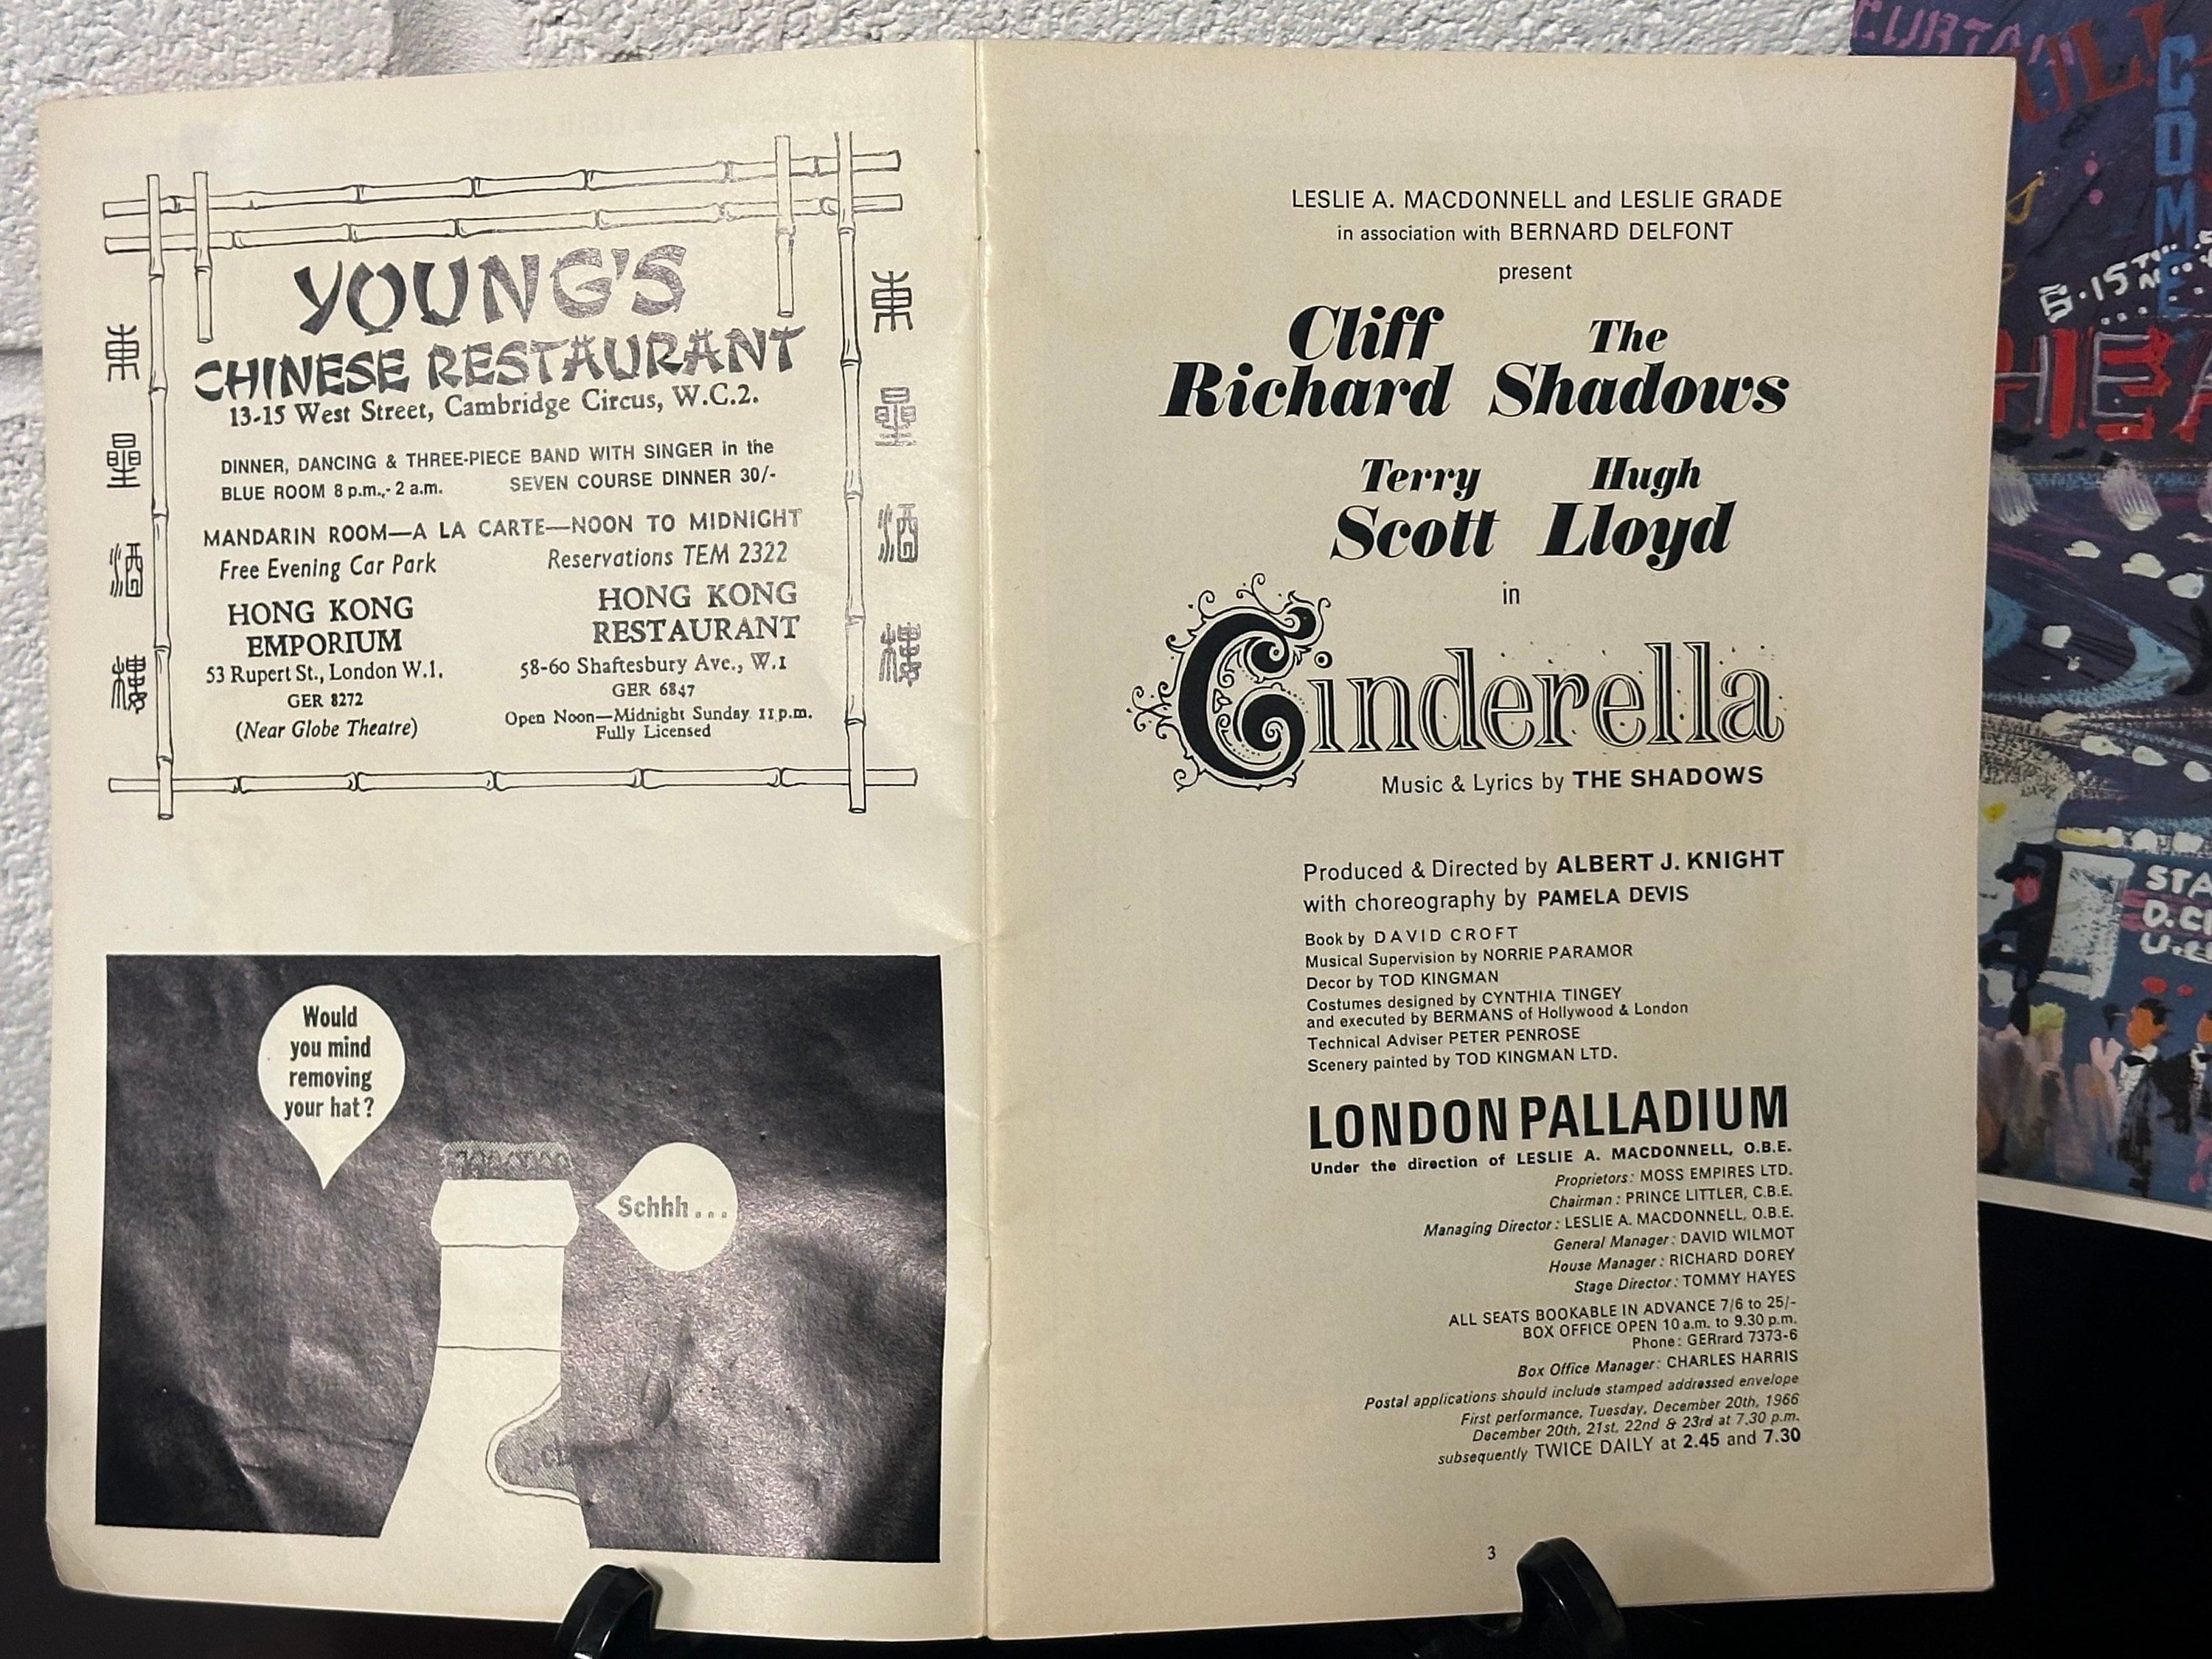 YOUNG'S
CHINESE RESTAURANT
13-15 West Street, Cambridge Circus, W.C.2.
DINNER, DANCING & THREE-PIECE BAND WITH SINGER in the
BLUE ROOM 8 p.m.,- 2 a.m. SEVEN COURSE DINNER 30/-
MANDARIN ROOM—A LA CARTE—NOON TO MIDNIGHT
Free Evening Car Park Reservations TEM 2322
HONG KONG
EMPORIUM
53 Rupert St., London W.1.
GER 8272
(Near Globe Theatre)
HONG KONG
RESTAURANT
58-60 Shaftesbury Ave., W.1
GER 6847
Open Noon—Midnight Sunday 11 p.m.
Fully Licensed
東
星
酒
樓
東
星
酒
樓
Would
you mind
removing
your hat?
Schhh...
LESLIE A. MACDONNELL and LESLIE GRADE
in association with BERNARD DELFONT
present
Cliff
Richard
The
Shadows
Terry
Scott
Hugh
Lloyd
in
Cinderella
Music & Lyrics by THE SHADOWS
Produced & Directed by ALBERT J. KNIGHT
with choreography by PAMELA DEVIS
Book by DAVID CROFT
Musical Supervision by NORRIE PARAMOR
Decor by TOD KINGMAN
Costumes designed by CYNTHIA TINGEY
and executed by BERMANS of Hollywood & London
Technical Adviser PETER PENROSE
Scenery painted by TOD KINGMAN LTD.
LONDON PALLADIUM
Under the direction of LESLIE A. MACDONNELL, O.B.E.
Proprietors: MOSS EMPIRES LTD.
Chairman: PRINCE LITTLER, C.B.E.
Managing Director: LESLIE A. MACDONNELL, O.B.E.
General Manager: DAVID WILMOT
House Manager: RICHARD DOREY
Stage Director: TOMMY HAYES
ALL SEATS BOOKABLE IN ADVANCE 7/6 to 25/-
BOX OFFICE OPEN 10 a.m. to 9.30 p.m.
Phone: GERrard 7373-6
Box Office Manager: CHARLES HARRIS
Postal applications should include stamped addressed envelope
First performance, Tuesday, December 20th, 1966
December 20th, 21st, 22nd & 23rd at 7.30 p.m.
subsequently TWICE DAILY at 2.45 and 7.30
3
COME
6.15